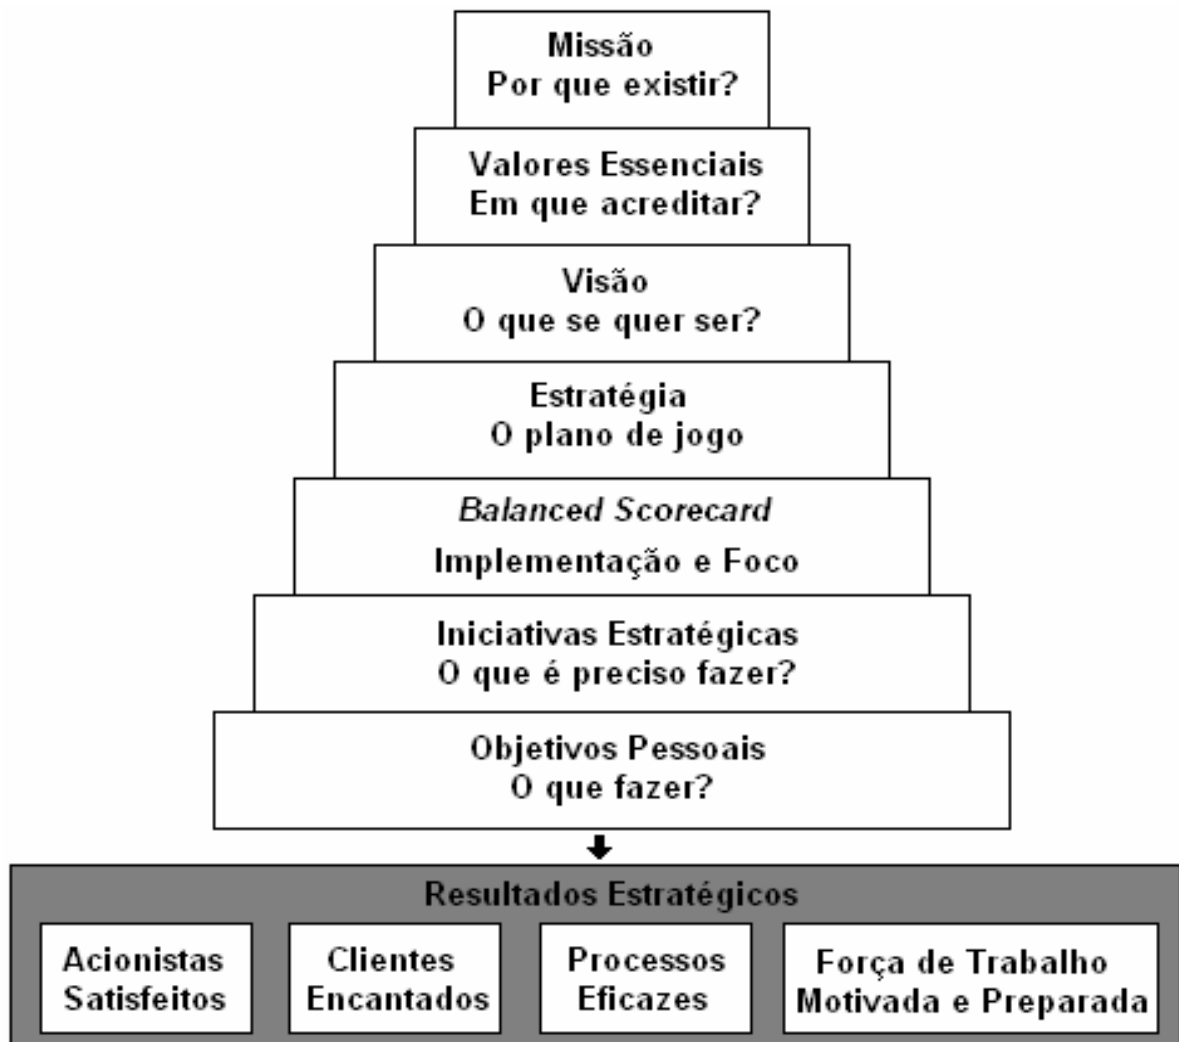 Missão
Por que existir?
Valores Essenciais
Em que acreditar?
Visão
O que se quer ser?
Estratégia
O plano de jogo
Balanced Scorecard
Implementação e Foco
Iniciativas Estratégicas
O que é preciso fazer?
Objetivos Pessoais
O que fazer?
Resultados Estratégicos
Acionistas
Satisfeitos
Clientes
Encantados
Processos
Eficazes
Força de Trabalho
Motivada e Preparada